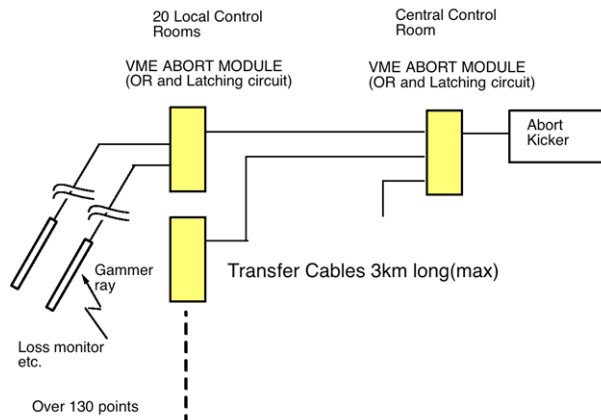 20 Local Control
Rooms
Central Control
Room
VME ABORT MODULE
(OR and Latching circuit)
VME ABORT MODULE
(OR and Latching circuit)
Abort
Kicker
Gammer
ray
Transfer Cables 3km long(max)
Loss monitor
etc.
Over 130 points